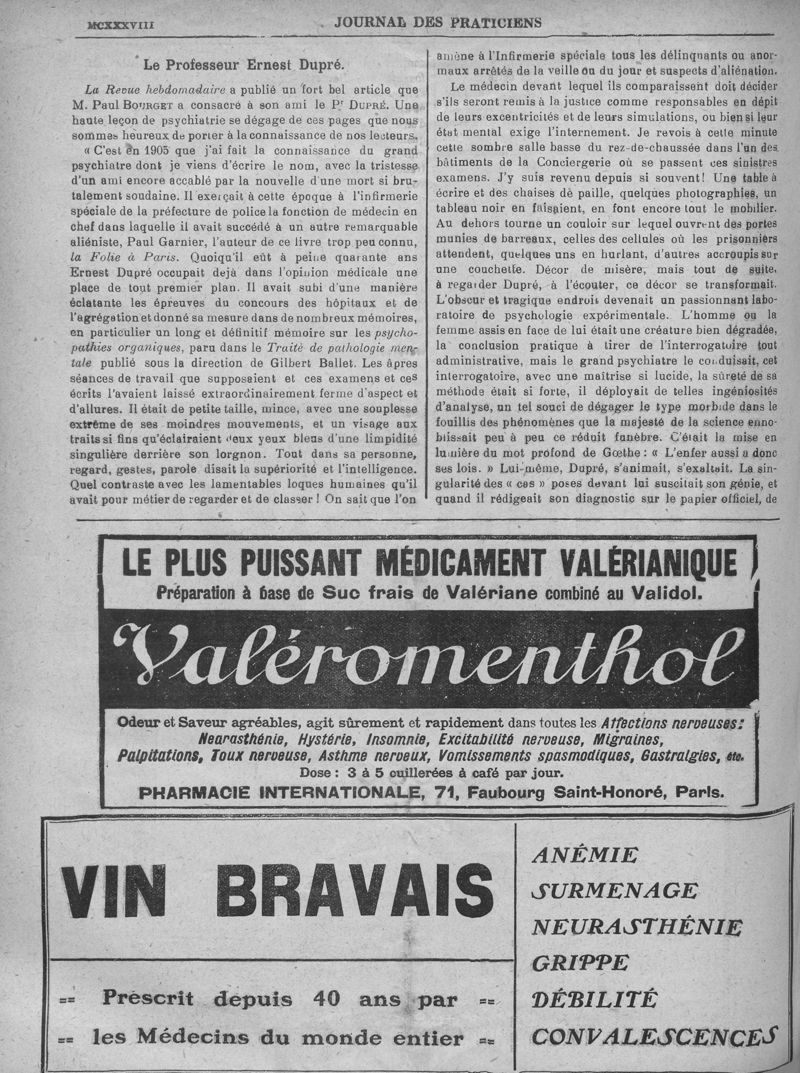 MCXXXVIII
JOURNAL DES PRATICIENS
Le Professeur Ernest Dupré.
La Revue hebdomadaire a publié un fort bel article que
M. Paul BOURGET a consacré à son ami le Pr DUPRÉ. Une
haute leçon de psychiatrie se dégage de ces pages que nous
sommes heureux de porter à la connaissance de nos lecteurs.
« C'est en 1905 que j'ai fait la connaissance du grand
psychiatre dont je viens d'écrire le nom, avec la tristesse
d'un ami encore accablé par la nouvelle d'une mort si bru-
talement soudaine. Il exerçait à cette époque à l'infirmerie
spéciale de la préfecture de police la fonction de médecin en
chef dans laquelle il avait succédé à un autre remarquable
aliéniste, Paul Garnier, l'auteur de ce livre trop peu connu,
la Folie à Paris. Quoiqu'il eût à peine quarante ans
Ernest Dupré occupait dejà dans l'opinion médicale une
place de tout premier plan. Il avait subi d'une manière
éclatante les épreuves du concours des hôpitaux et de
l'agrégation et donné sa mesure dans de nombreux mémoires,
en particulier un long et définitif mémoire sur les psycho-
pathies organiques, paru dans le Traité de pathologie men-
tale publié sous la direction de Gilbert Ballet. Les âpres
séances de travail que supposaient et ces examens et ces
écrits l'avaient laissé extraordinairement ferme d'aspect et
d'allures. Il était de petite taille, mince, avec une souplesse
extrême de ses moindres mouvements, et un visage aux
traits si fins qu'éclairaient deux yeux bleus d'une limpidité
singulière derrière son lorgnon. Tout dans sa personne,
regard, gestes, parole disait la supériorité et l'intelligence.
Quel contraste avec les lamentables loques humaines qu'il
avait pour métier de regarder et de classer ! On sait que l'on
amène à l'Infirmerie spéciale tous les délinquants ou anor-
maux arrêtés de la veille ou du jour et suspects d'aliénation.
Le médecin devant lequel ils comparaissent doit décider
s'ils seront remis à la justice comme responsables en dépit
de leurs excentricités et de leurs simulations, ou bien si leur
état mental exige l'internement. Je revois à cette minute
cette sombre salle basse du rez-de-chaussée dans l'un des
bâtiments de la Conciergerie où se passent ces sinistres
examens. J'y suis revenu depuis si souvent ! Une table à
écrire et des chaises de paille, quelques photographies, un
tableau noir en faisaient, en font encore tout le mobilier.
Au dehors tourne un couloir sur lequel ouvrent des portes
munies de barreaux, celles des cellules où les prisonniers
attendent, quelques uns en hurlant, d'autres accroupis sur
une couchette. Décor de misère, mais tout de suite,
à regarder Dupré, à l'écouter, ce décor se transformait.
L'obscur et tragique endroit devenait un passionnant labo-
ratoire de psychologie expérimentale. L'homme ou la
femme assis en face de lui était une créature bien dégradée,
la conclusion pratique à tirer de l'interrogatoire tout
administrative, mais le grand psychiatre le conduisait, cet
interrogatoire, avec une maîtrise si lucide, la sûreté de sa
méthode était si forte, il déployait de telles ingéniosités
d'analyse, un tel souci de dégager le type morbide dans le
fouillis des phénomènes que la majesté de la science enno-
blissait peu à peu ce réduit funèbre. C'était la mise en
lumière du mot profond de Gœthe : « L'enfer aussi a donc
ses lois. » Lui-même, Dupré, s'animait, s'exaltait. La sin-
gularité des « cas » posés devant lui suscitait son génie, et
quand il rédigeait son diagnostic sur le papier officiel, de
LE PLUS PUISSANT MÉDICAMENT VALÉRIANIQUE
Préparation à base de Suc frais de Valériane combiné au Validol.
Valéromenthol
Odeur et Saveur agréables, agit sûrement et rapidement dans toutes les Affections nerveuses:
Nearasthénie, Hystérie, Insomnie, Excitabilité nerveuse, Migraines,
Palpitations, Toux nerveuse, Asthme nerveux, Vomissements spasmodiques, Gastralgies, etc.
Dose : 3 à 5 cuillerées à café par jour.
PHARMACIE INTERNATIONALE, 71, Faubourg Saint-Honoré, Paris.
VIN BRAVAIS
== Prescrit depuis 40 ans par ==
== les Médecins du monde entier ==
ANÉMIE
SURMENAGE
NEURASTHÉNIE
GRIPPE
DÉBILITÉ
CONVALESCENCES